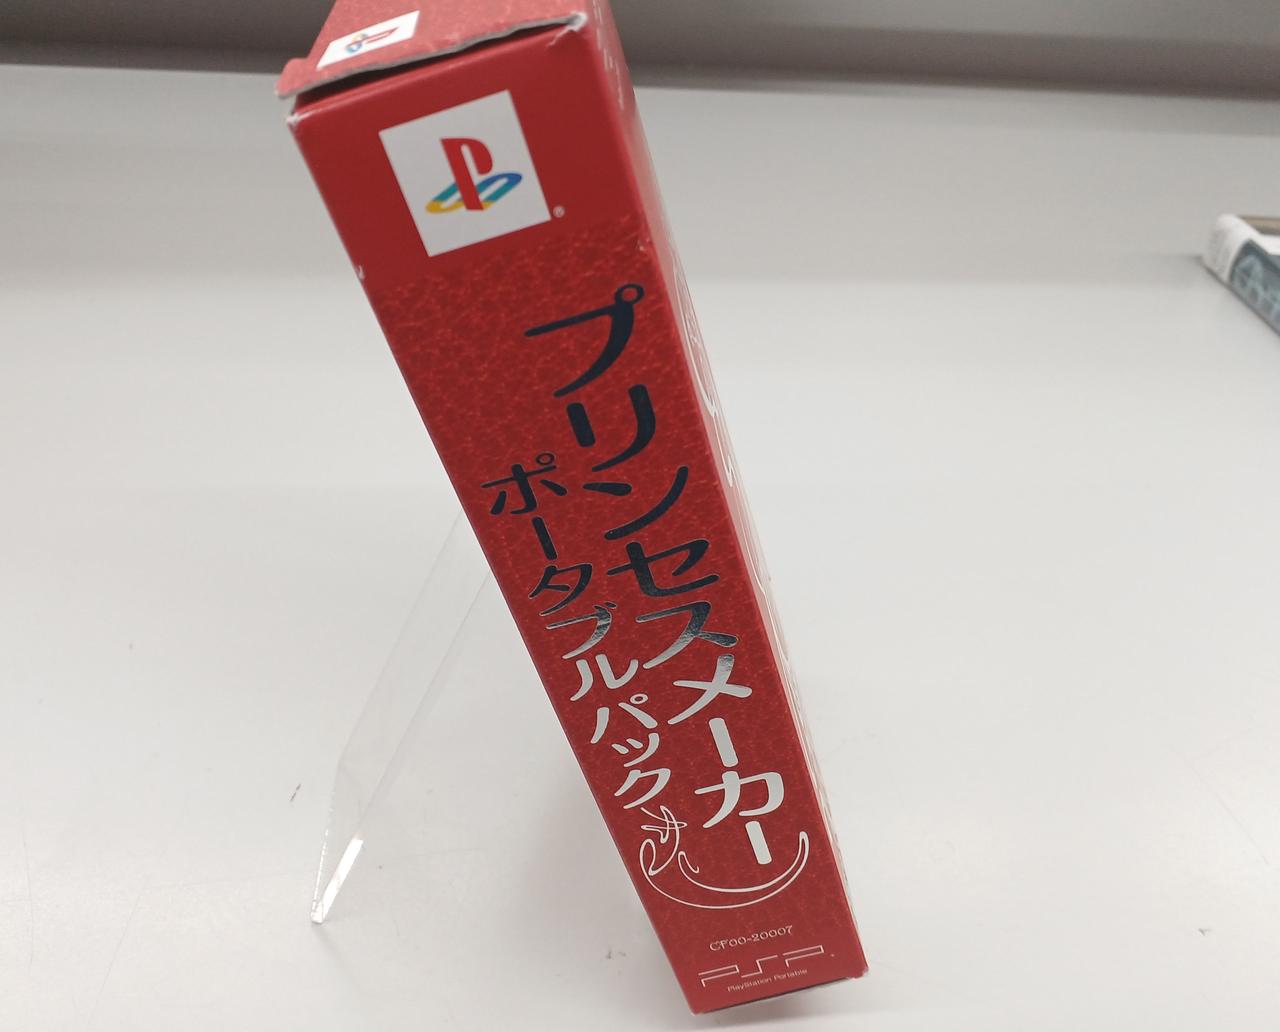 プリンセスメーカー
ポータブルパック
CF00-20007
PSP
PlayStation Portable